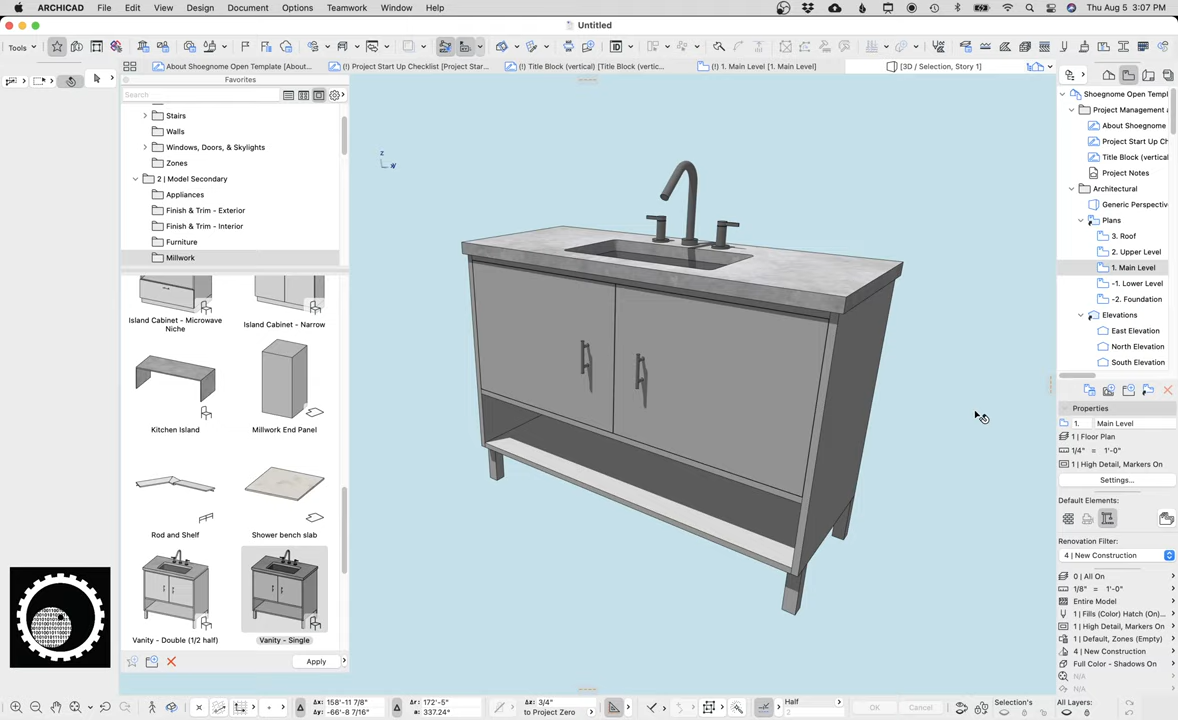 ARCHICAD File Edit View Design Document Options Teamwork Window Help Thu Aug 5 3:07 PM
Untitled
Tools
About Shoegnome Open Template [About... (!) Project Start Up Checklist [Project Star... (!) Title Block (vertical) [Title Block (vertic... (!) 1. Main Level [1. Main Level] [3D / Selection, Story 1]
Favorites
Search
Stairs
Walls
Windows, Doors, & Skylights
Zones
2 | Model Secondary
Appliances
Finish & Trim - Exterior
Finish & Trim - Interior
Furniture
Millwork
Island Cabinet - Microwave Niche
Island Cabinet - Narrow
Kitchen Island
Millwork End Panel
Rod and Shelf
Shower bench slab
Vanity - Double (1/2 half)
Vanity - Single
Apply
z
Shoegnome Open Templ
Project Management a
About Shoegnome
Project Start Up Ch
Title Block (vertica
Project Notes
Architectural
Generic Perspectiv
Plans
3. Roof
2. Upper Level
1. Main Level
-1. Lower Level
-2. Foundation
Elevations
East Elevation
North Elevation
South Elevation
Properties
1. Main Level
1 | Floor Plan
1/4" = 1'-0"
1 | High Detail, Markers On
Settings...
Default Elements:
Renovation Filter:
4 | New Construction
0 | All On
1/8" = 1'-0"
Entire Model
1 | Fills (Color) Hatch (On)...
1 | High Detail, Markers On
1 | Default, Zones (Empty)
4 | New Construction
Full Color - Shadows On
N/A
N/A
Δx: 158'-11 7/8"
Δy: -66'-8 7/16"
Δr: 172'-5"
α: 337.24°
Δz: 3/4"
to Project Zero
Half
2
OK
Cancel
Selection's
All Layers: